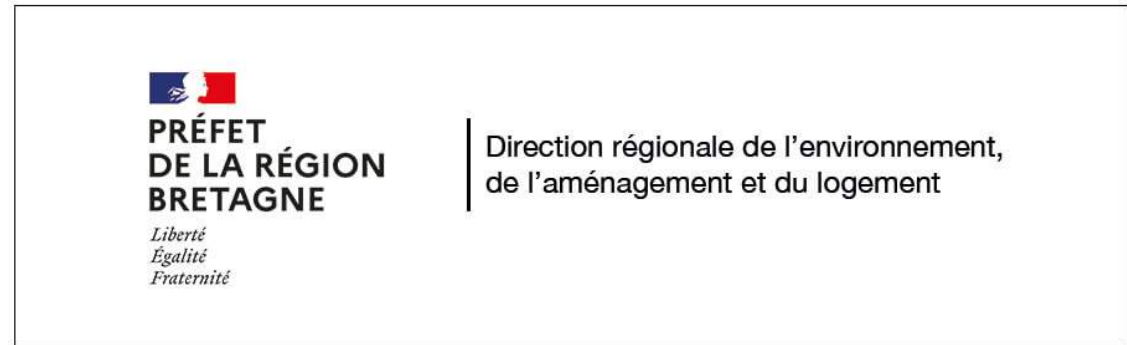 PRÉFET
DE LA RÉGION
BRETAGNE
Liberté
Égalité
Fraternité
Direction régionale de l'environnement,
de l'aménagement et du logement